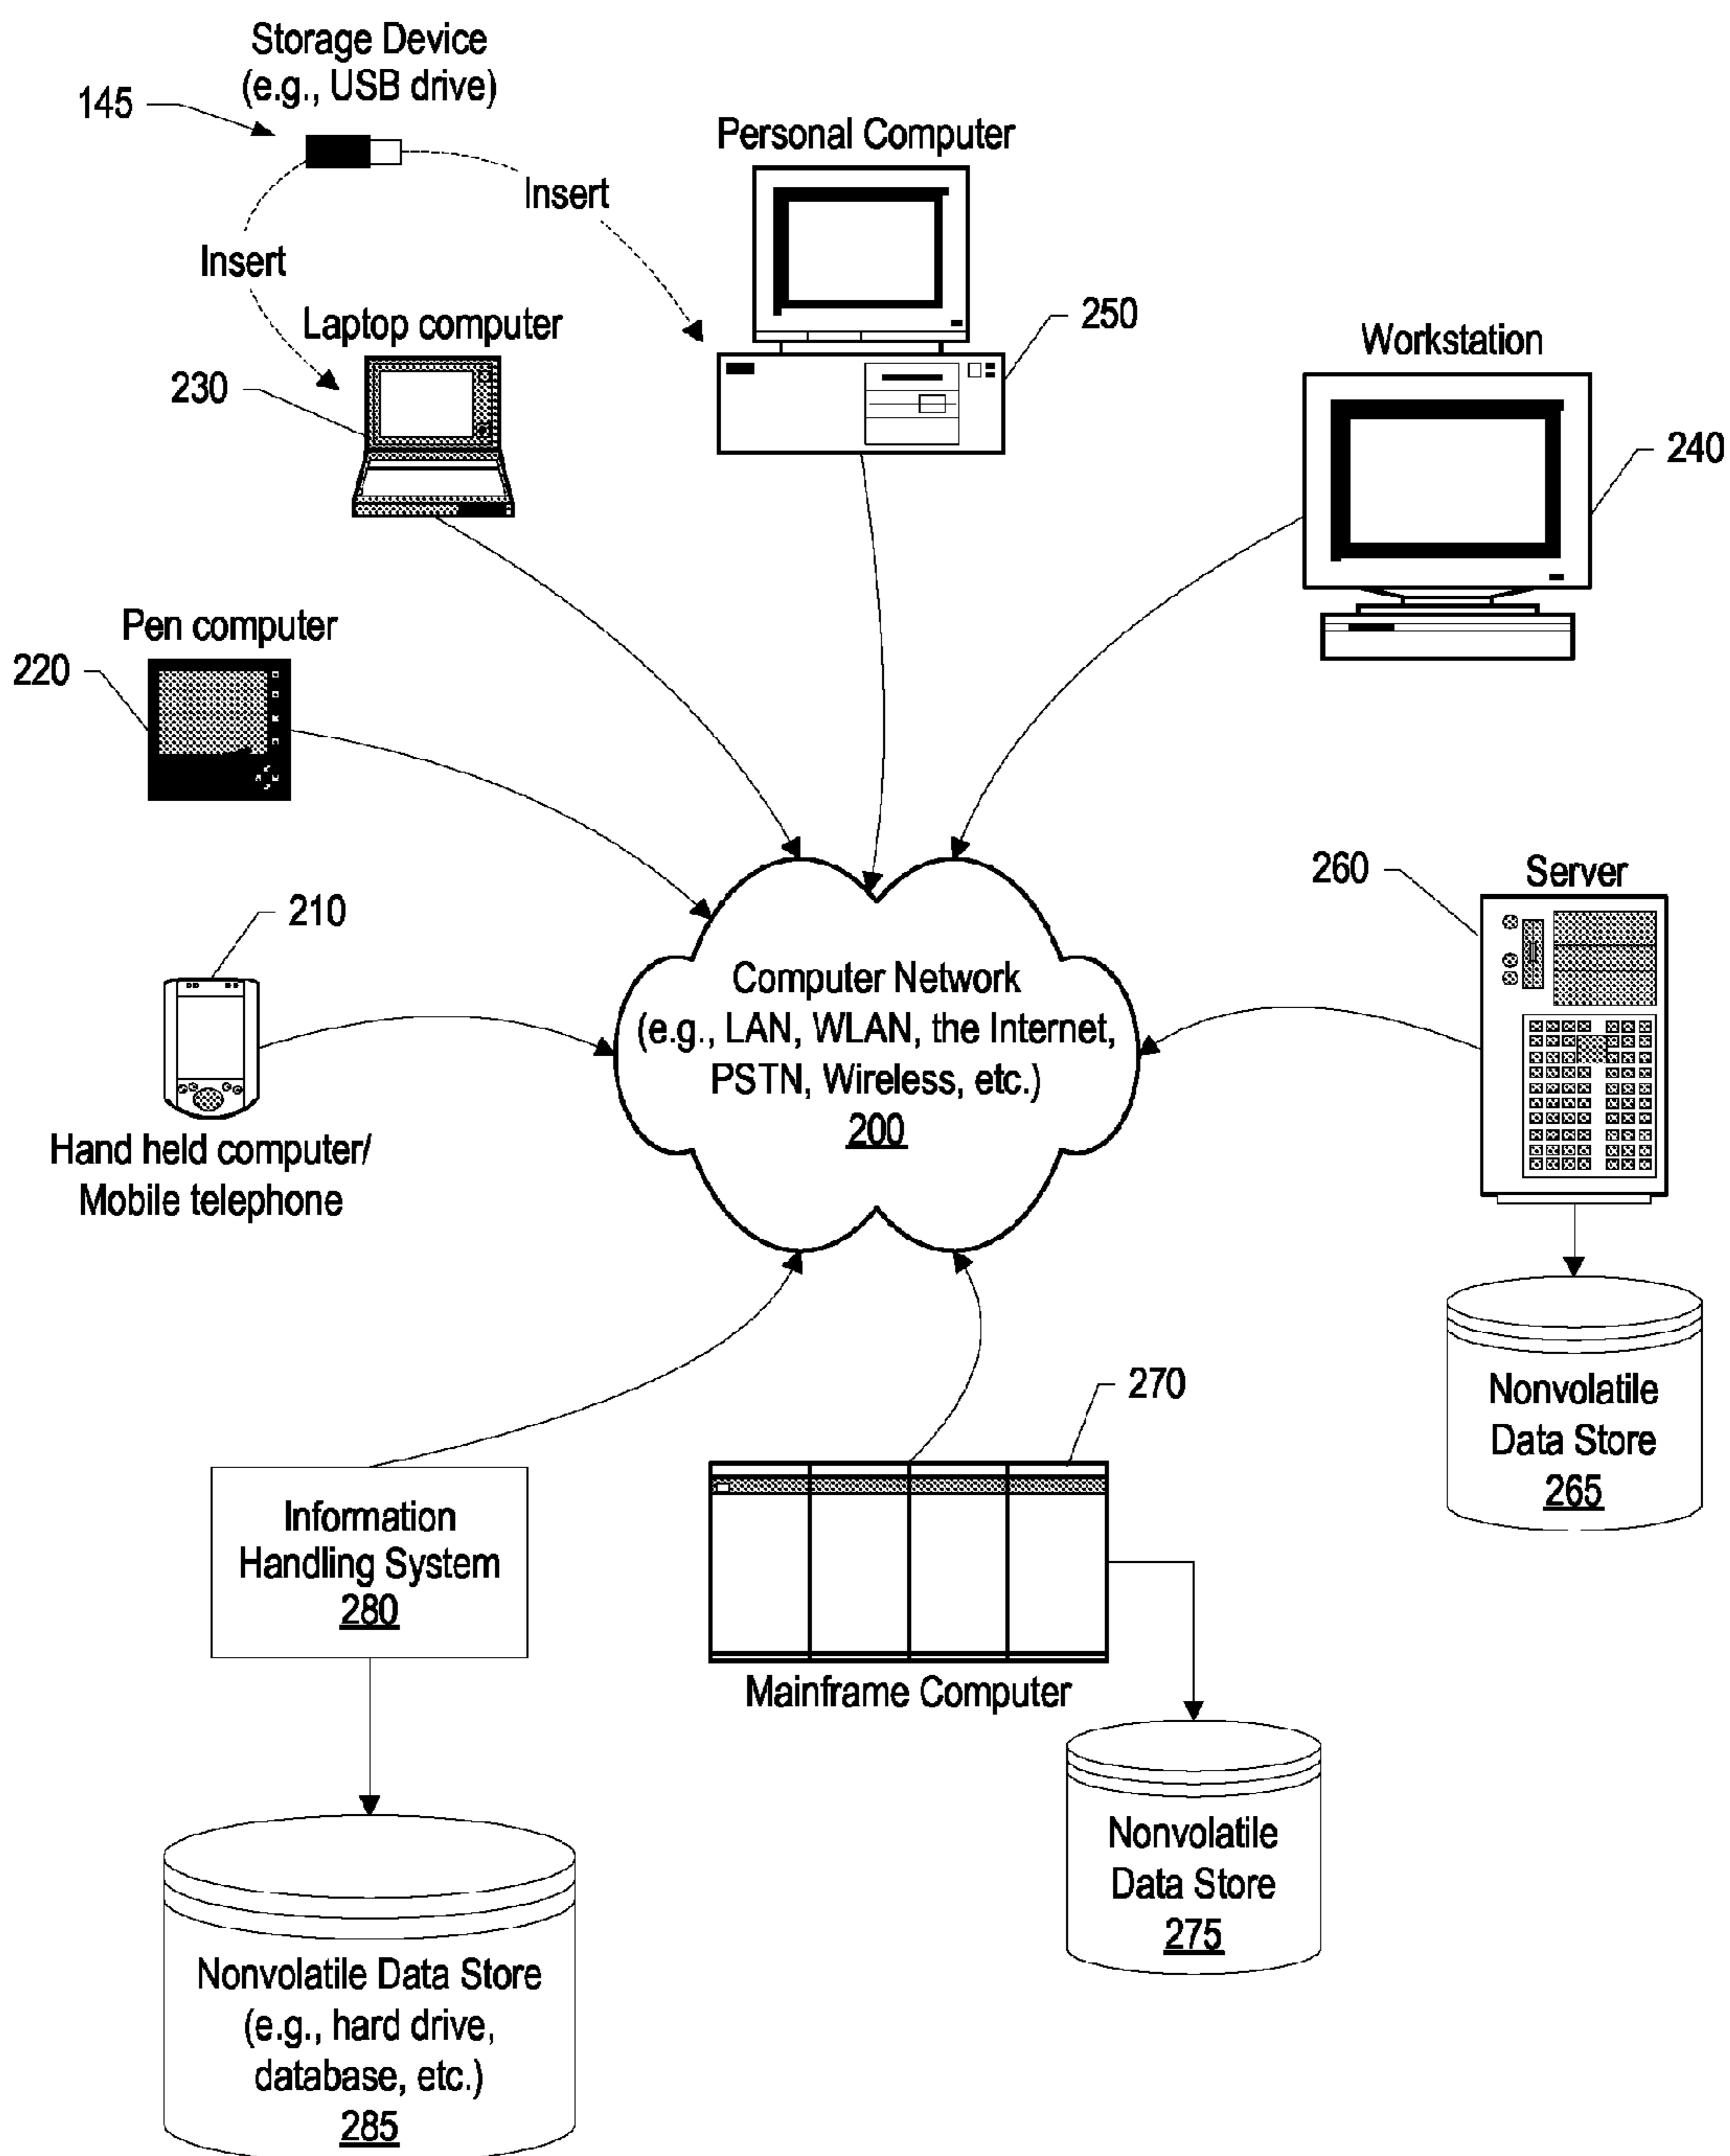 Storage Device
(e.g., USB drive)
145
Personal Computer
Insert
Insert
250
Laptop computer
Workstation
230
240
Pen computer
220
260
Server
210
Computer Network
(e.g., LAN, WLAN, the Internet,
PSTN, Wireless, etc.)
200
Hand held computer/
Mobile telephone
270
Nonvolatile
Data Store
265
Information
Handling System
280
Mainframe Computer
Nonvolatile
Data Store
275
Nonvolatile Data Store
(e.g., hard drive,
database, etc.)
285